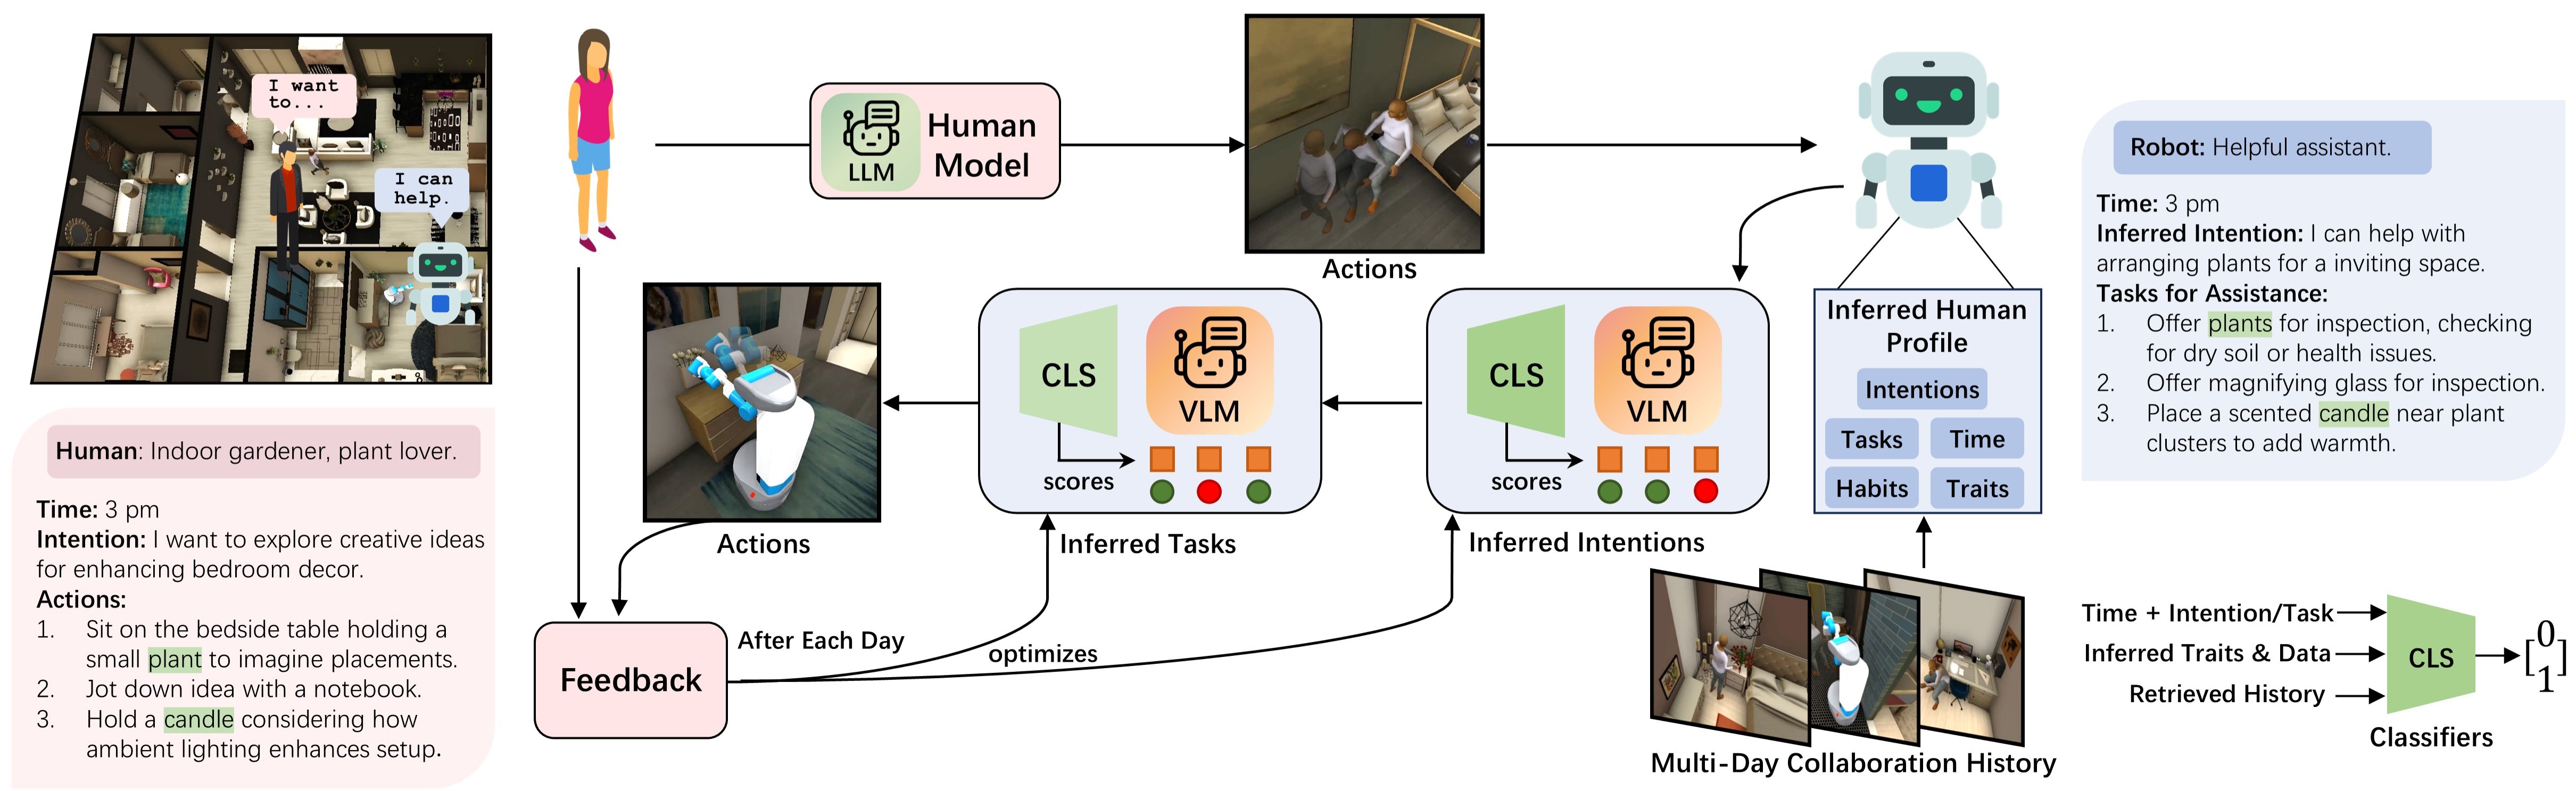 I want
to...
I can
help.
Human: Indoor gardener, plant lover.
Time: 3 pm
Intention: I want to explore creative ideas
for enhancing bedroom decor.
Actions:
1. Sit on the bedside table holding a
small plant to imagine placements.
2. Jot down idea with a notebook.
3. Hold a candle considering how
ambient lighting enhances setup.
LLM
Human
Model
Actions
Actions
CLS
VLM
scores
Inferred Tasks
CLS
VLM
scores
Inferred Intentions
Feedback
After Each Day
optimizes
Inferred Human
Profile
Intentions
Tasks
Time
Habits
Traits
Multi-Day Collaboration History
Robot: Helpful assistant.
Time: 3 pm
Inferred Intention: I can help with
arranging plants for a inviting space.
Tasks for Assistance:
1. Offer plants for inspection, checking
for dry soil or health issues.
2. Offer magnifying glass for inspection.
3. Place a scented candle near plant
clusters to add warmth.
Time + Intention/Task
Inferred Traits & Data
Retrieved History
CLS
[0
1]
Classifiers